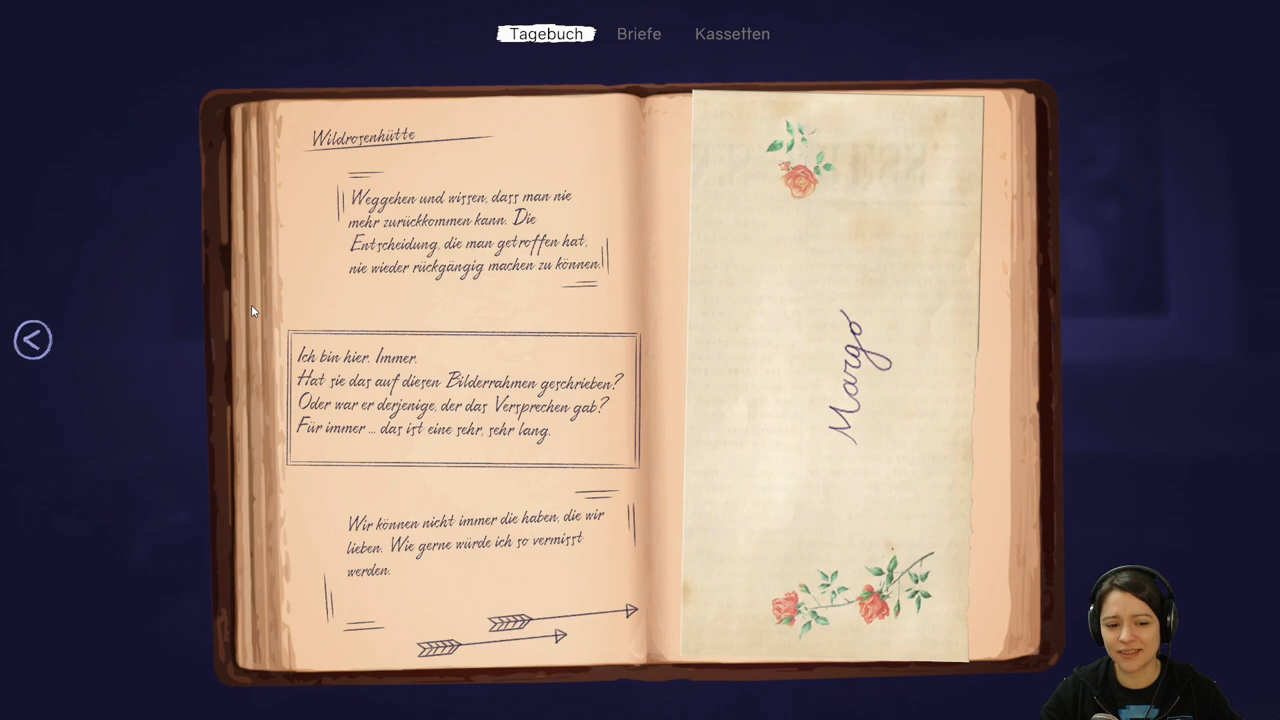 Tagebuch Briefe Kassetten
Wildrosenhütte
Weggehen und wissen, dass man nie
mehr zurückkommen kann. Die
Entscheidung, die man getroffen hat,
nie wieder rückgängig machen zu können.
Ich bin hier. Immer.
Hat sie das auf diesen Bilderrahmen geschrieben?
Oder war er derjenige, der das Versprechen gab?
Für immer ... das ist eine sehr, sehr lang.
Wir können nicht immer die haben, die wir
lieben. Wie gerne würde ich so vermisst
werden.
Margo